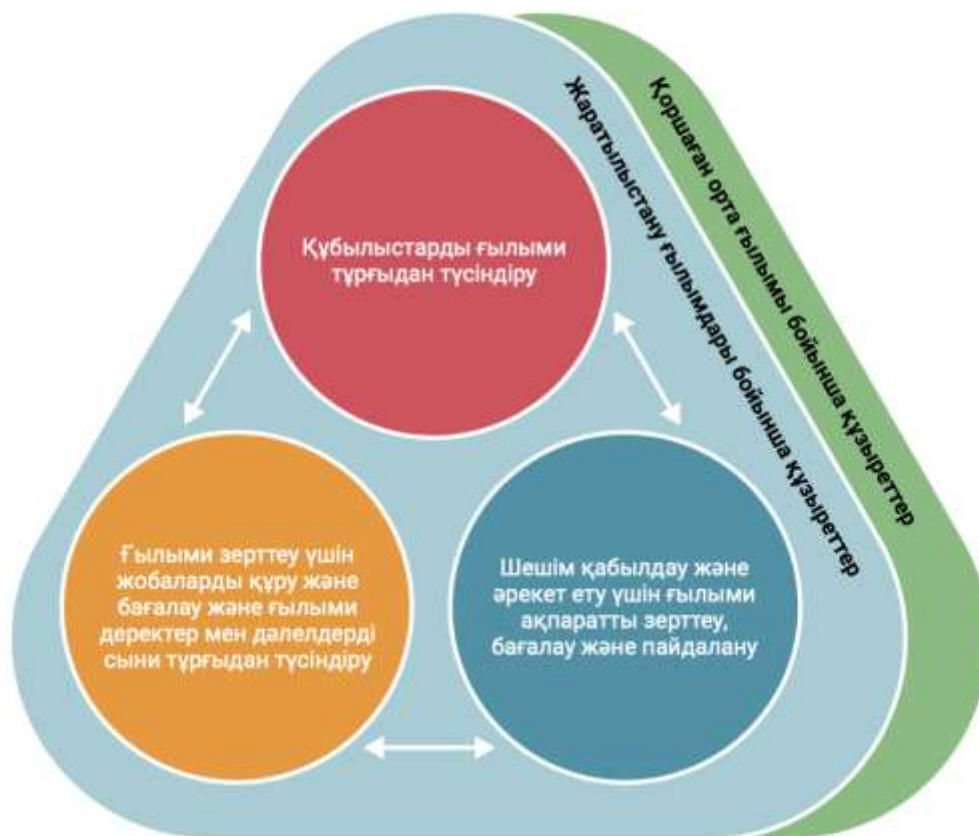 Құбылыстарды ғылыми
тұрғыдан түсіндіру
Ғылыми зерттеу үшін
жобаларды құру және
бағалау және ғылыми
деректер мен дәлелдерді
сыни тұрғыдан түсіндіру
Шешім қабылдау және
әрекет ету үшін ғылыми
ақпаратты зерттеу,
бағалау және пайдалану
Жаратылыстану ғылымдары бойынша құзыреттер
Қоршаған орта ғылымы бойынша құзыреттер